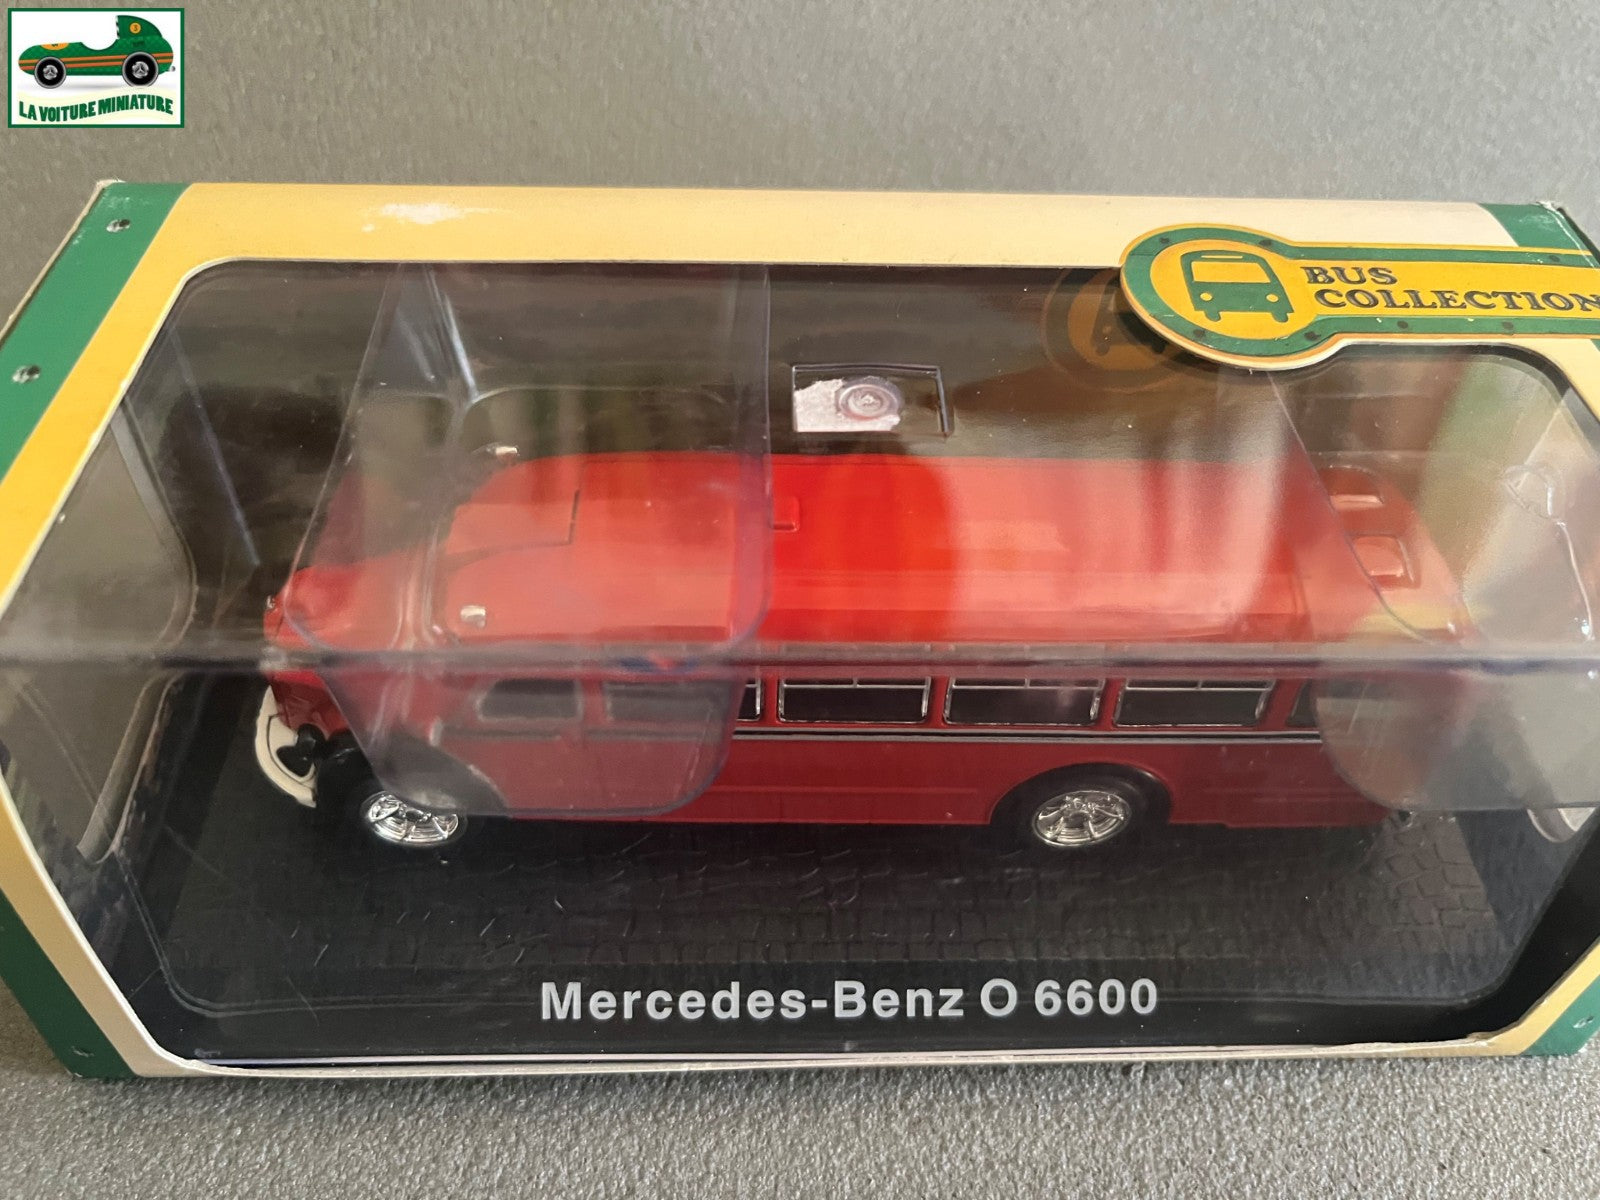 LA VOITURE MINIATURE
BUS
COLLECTION
Mercedes-Benz O 6600